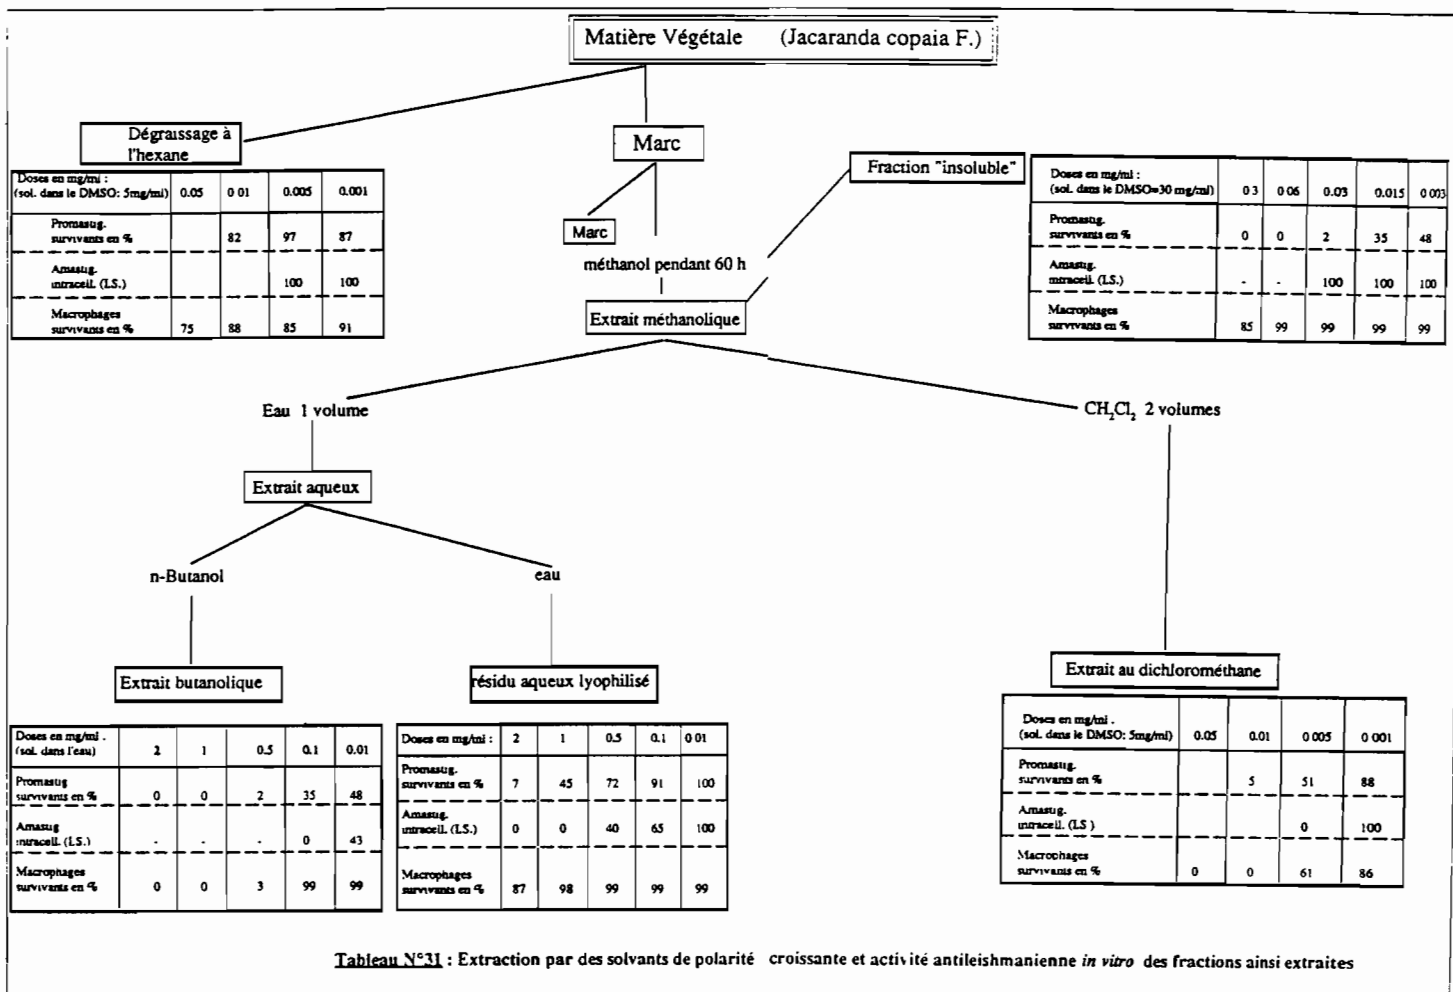 Matière Végétale (Jacaranda copaia F.)
Dégraissage à
l'hexane
Doses en mg/ml :
(sol. dans le DMSO: 5mg/ml) 0.05 0 01 0.005 0.001
Promastig.
survivants en % 82 97 87
Amastig.
intracell. (I.S.) 100 100
Macrophages
survivants en % 75 88 85 91
Marc
Marc
méthanol pendant 60 h
Extrait méthanolique
Fraction "insoluble"
Doses en mg/ml :
(sol. dans le DMSO=30 mg/ml) 0 3 0 06 0.03 0.015 0 003
Promastig.
survivants en % 0 0 2 35 48
Amastig.
intracell. (I.S.) - - 100 100 100
Macrophages
survivants en % 85 99 99 99 99
Eau 1 volume
CH₂Cl₂ 2 volumes
Extrait aqueux
n-Butanol
eau
Extrait butanolique
Doses en mg/ml .
(sol. dans l'eau) 2 1 0.5 0.1 0.01
Promastig
survivants en % 0 0 2 35 48
Amastig
intracell. (I.S.) - - - 0 43
Macrophages
survivants en % 0 0 3 99 99
résidu aqueux lyophilisé
Doses en mg/ml : 2 1 0.5 0.1 0 01
Promastig.
survivants en % 7 45 72 91 100
Amastig.
intracell. (I.S.) 0 0 40 65 100
Macrophages
survivants en % 87 98 99 99 99
Extrait au dichlorométhane
Doses en mg/ml .
(sol. dans le DMSO: 5mg/ml) 0.05 0.01 0 005 0 001
Promastig.
survivants en % 5 51 88
Amastig.
intracell. (I.S ) 0 100
Macrophages
survivants en % 0 0 61 86
Tableau N°31 : Extraction par des solvants de polarité croissante et activité antileishmanienne in vitro des fractions ainsi extraites